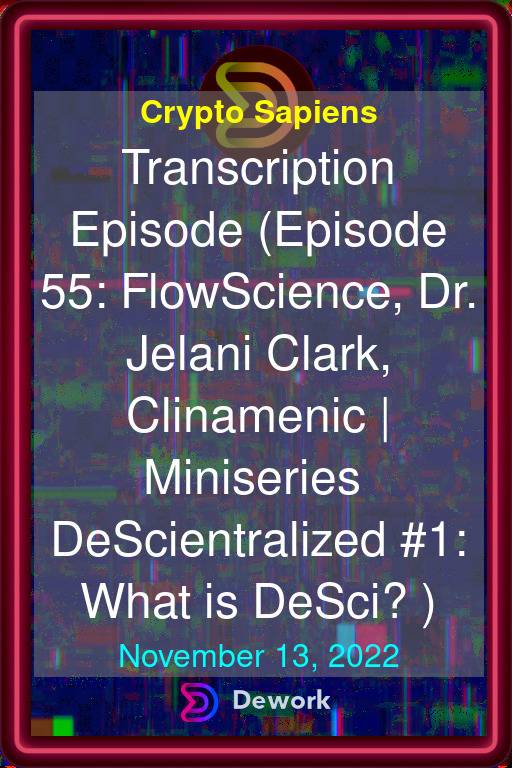 Crypto Sapiens
Transcription
Episode (Episode
55: FlowScience, Dr.
Jelani Clark,
Clinamenic |
Miniseries
DeScientralized #1:
What is DeSci? )
November 13, 2022
Dework